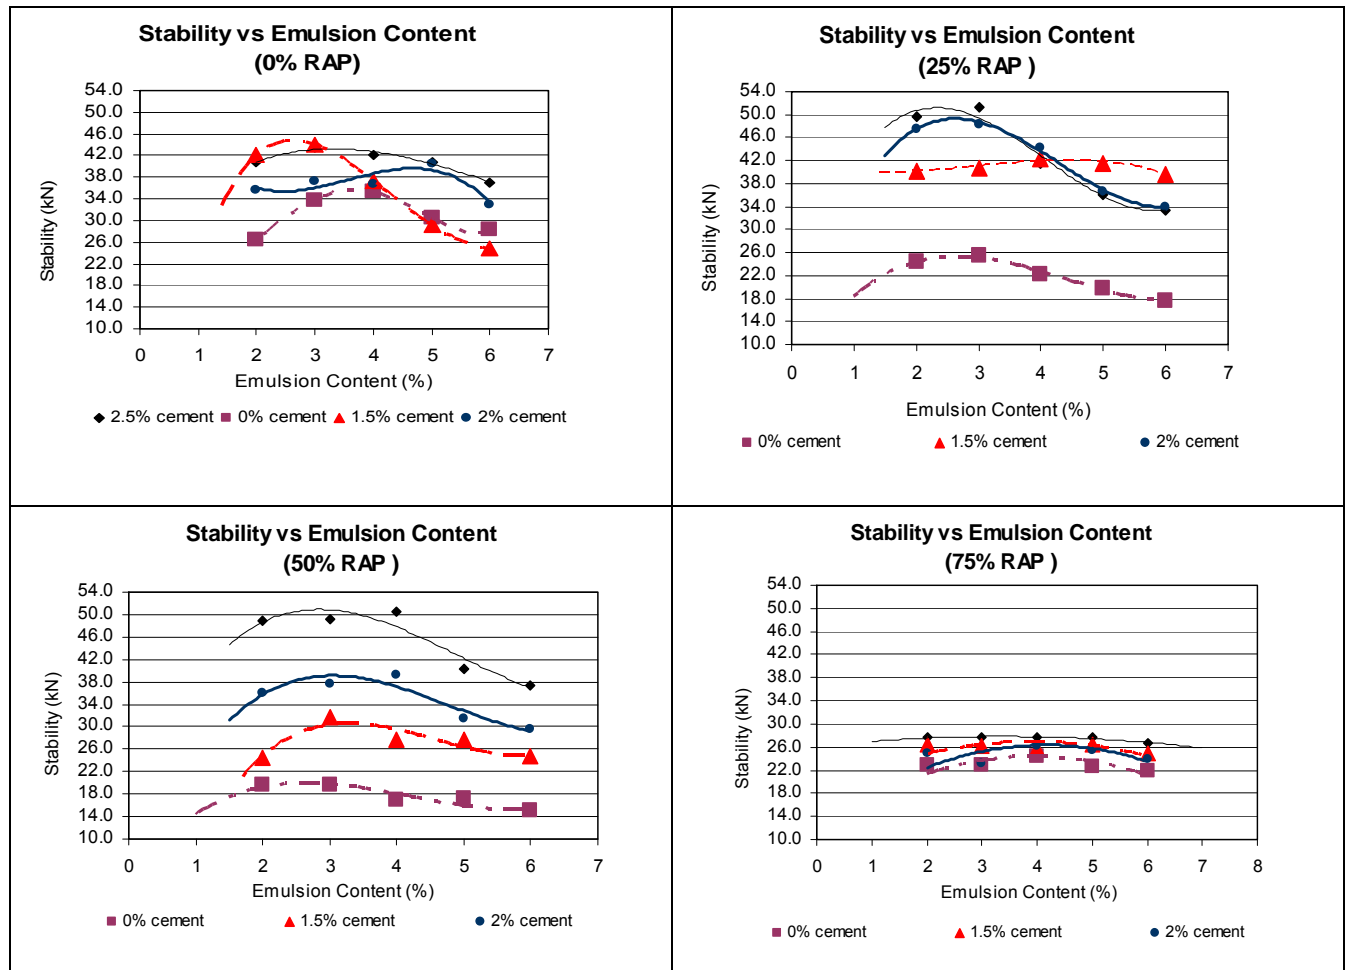 Stability vs Emulsion Content
(0% RAP)
54.0
50.0
46.0
42.0
38.0
34.0
30.0
26.0
22.0
18.0
14.0
10.0
Stability (kN)
0 1 2 3 4 5 6 7
Emulsion Content (%)
2.5% cement 0% cement 1.5% cement 2% cement
Stability vs Emulsion Content
(25% RAP )
54.0
50.0
46.0
42.0
38.0
34.0
30.0
26.0
22.0
18.0
14.0
10.0
Stability (kN)
0 1 2 3 4 5 6 7
Emulsion Content (%)
0% cement 1.5% cement 2% cement
Stability vs Emulsion Content
(50% RAP )
54.0
50.0
46.0
42.0
38.0
34.0
30.0
26.0
22.0
18.0
14.0
10.0
Stability (kN)
0 1 2 3 4 5 6 7
Emulsion Content (%)
0% cement 1.5% cement 2% cement
Stability vs Emulsion Content
(75% RAP )
54.0
50.0
46.0
42.0
38.0
34.0
30.0
26.0
22.0
18.0
14.0
10.0
Stability (kN)
0 1 2 3 4 5 6 7 8
Emulsion Content (%)
0% cement 1.5% cement 2% cement